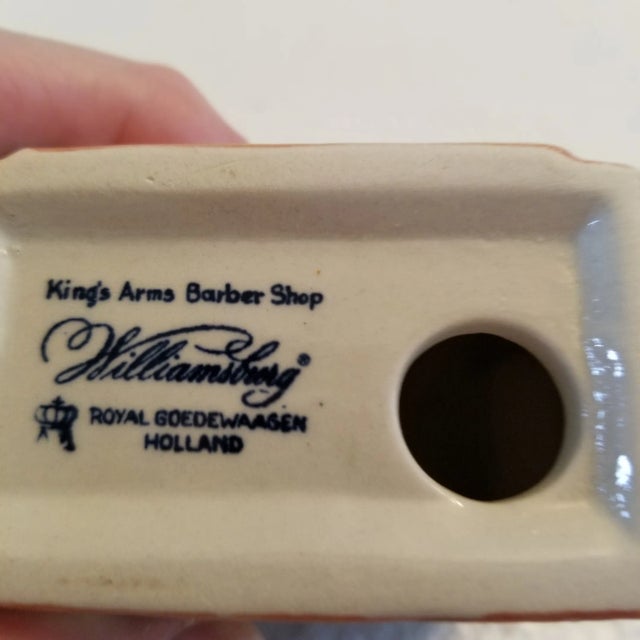 King's Arms Barber Shop
Williamsburg®
ROYAL GOEDEWAAGEN
HOLLAND